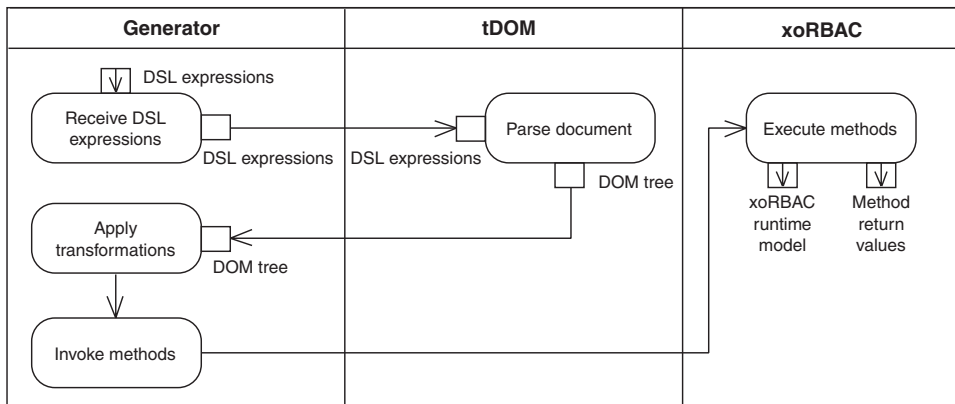 Generator
tDOM
xoRBAC
DSL expressions
Receive DSL
expressions
DSL expressions
DSL expressions
Parse document
DOM tree
Execute methods
xoRBAC
runtime
model
Method
return
values
Apply
transformations
DOM tree
Invoke methods